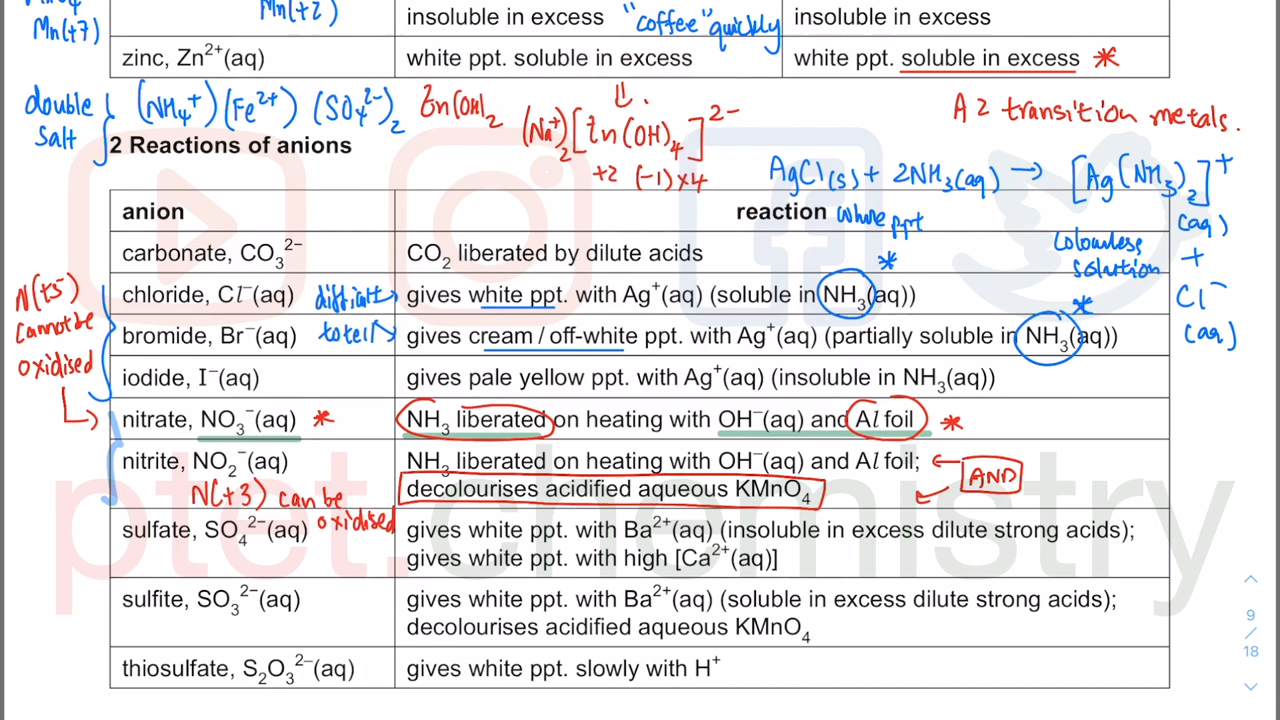 Mn(+7)
Mn(+2)
insoluble in excess
"coffee" quickly
insoluble in excess
zinc, Zn²⁺(aq)
white ppt. soluble in excess
white ppt. soluble in excess *
double salt
(NH₄⁺)(Fe²⁺)(SO₄²⁻)₂
Zn(OH)₂
⇓
(Na⁺)₂[Zn(OH)₄]²⁻
+2 (-1)×4
A2 transition metals.
2 Reactions of anions
AgCl(s) + 2NH₃(aq) → [Ag(NH₃)₂]⁺
(aq)
+
Cl⁻
(aq)
white ppt
*
colourless
solution
*
anion
reaction
carbonate, CO₃²⁻
CO₂ liberated by dilute acids
chloride, Cl⁻(aq)
difficult
gives white ppt. with Ag⁺(aq) (soluble in NH₃(aq))
bromide, Br⁻(aq)
to tell
gives cream / off-white ppt. with Ag⁺(aq) (partially soluble in NH₃(aq))
iodide, I⁻(aq)
gives pale yellow ppt. with Ag⁺(aq) (insoluble in NH₃(aq))
N(+5)
cannot be
oxidised
nitrate, NO₃⁻(aq) *
NH₃ liberated on heating with OH⁻(aq) and Al foil *
nitrite, NO₂⁻(aq)
NH₃ liberated on heating with OH⁻(aq) and Al foil;
decolourises acidified aqueous KMnO₄
AND
N(+3) can be
oxidised
sulfate, SO₄²⁻(aq)
gives white ppt. with Ba²⁺(aq) (insoluble in excess dilute strong acids);
gives white ppt. with high [Ca²⁺(aq)]
sulfite, SO₃²⁻(aq)
gives white ppt. with Ba²⁺(aq) (soluble in excess dilute strong acids);
decolourises acidified aqueous KMnO₄
thiosulfate, S₂O₃²⁻(aq)
gives white ppt. slowly with H⁺
ptet.chemistry
9
/
18